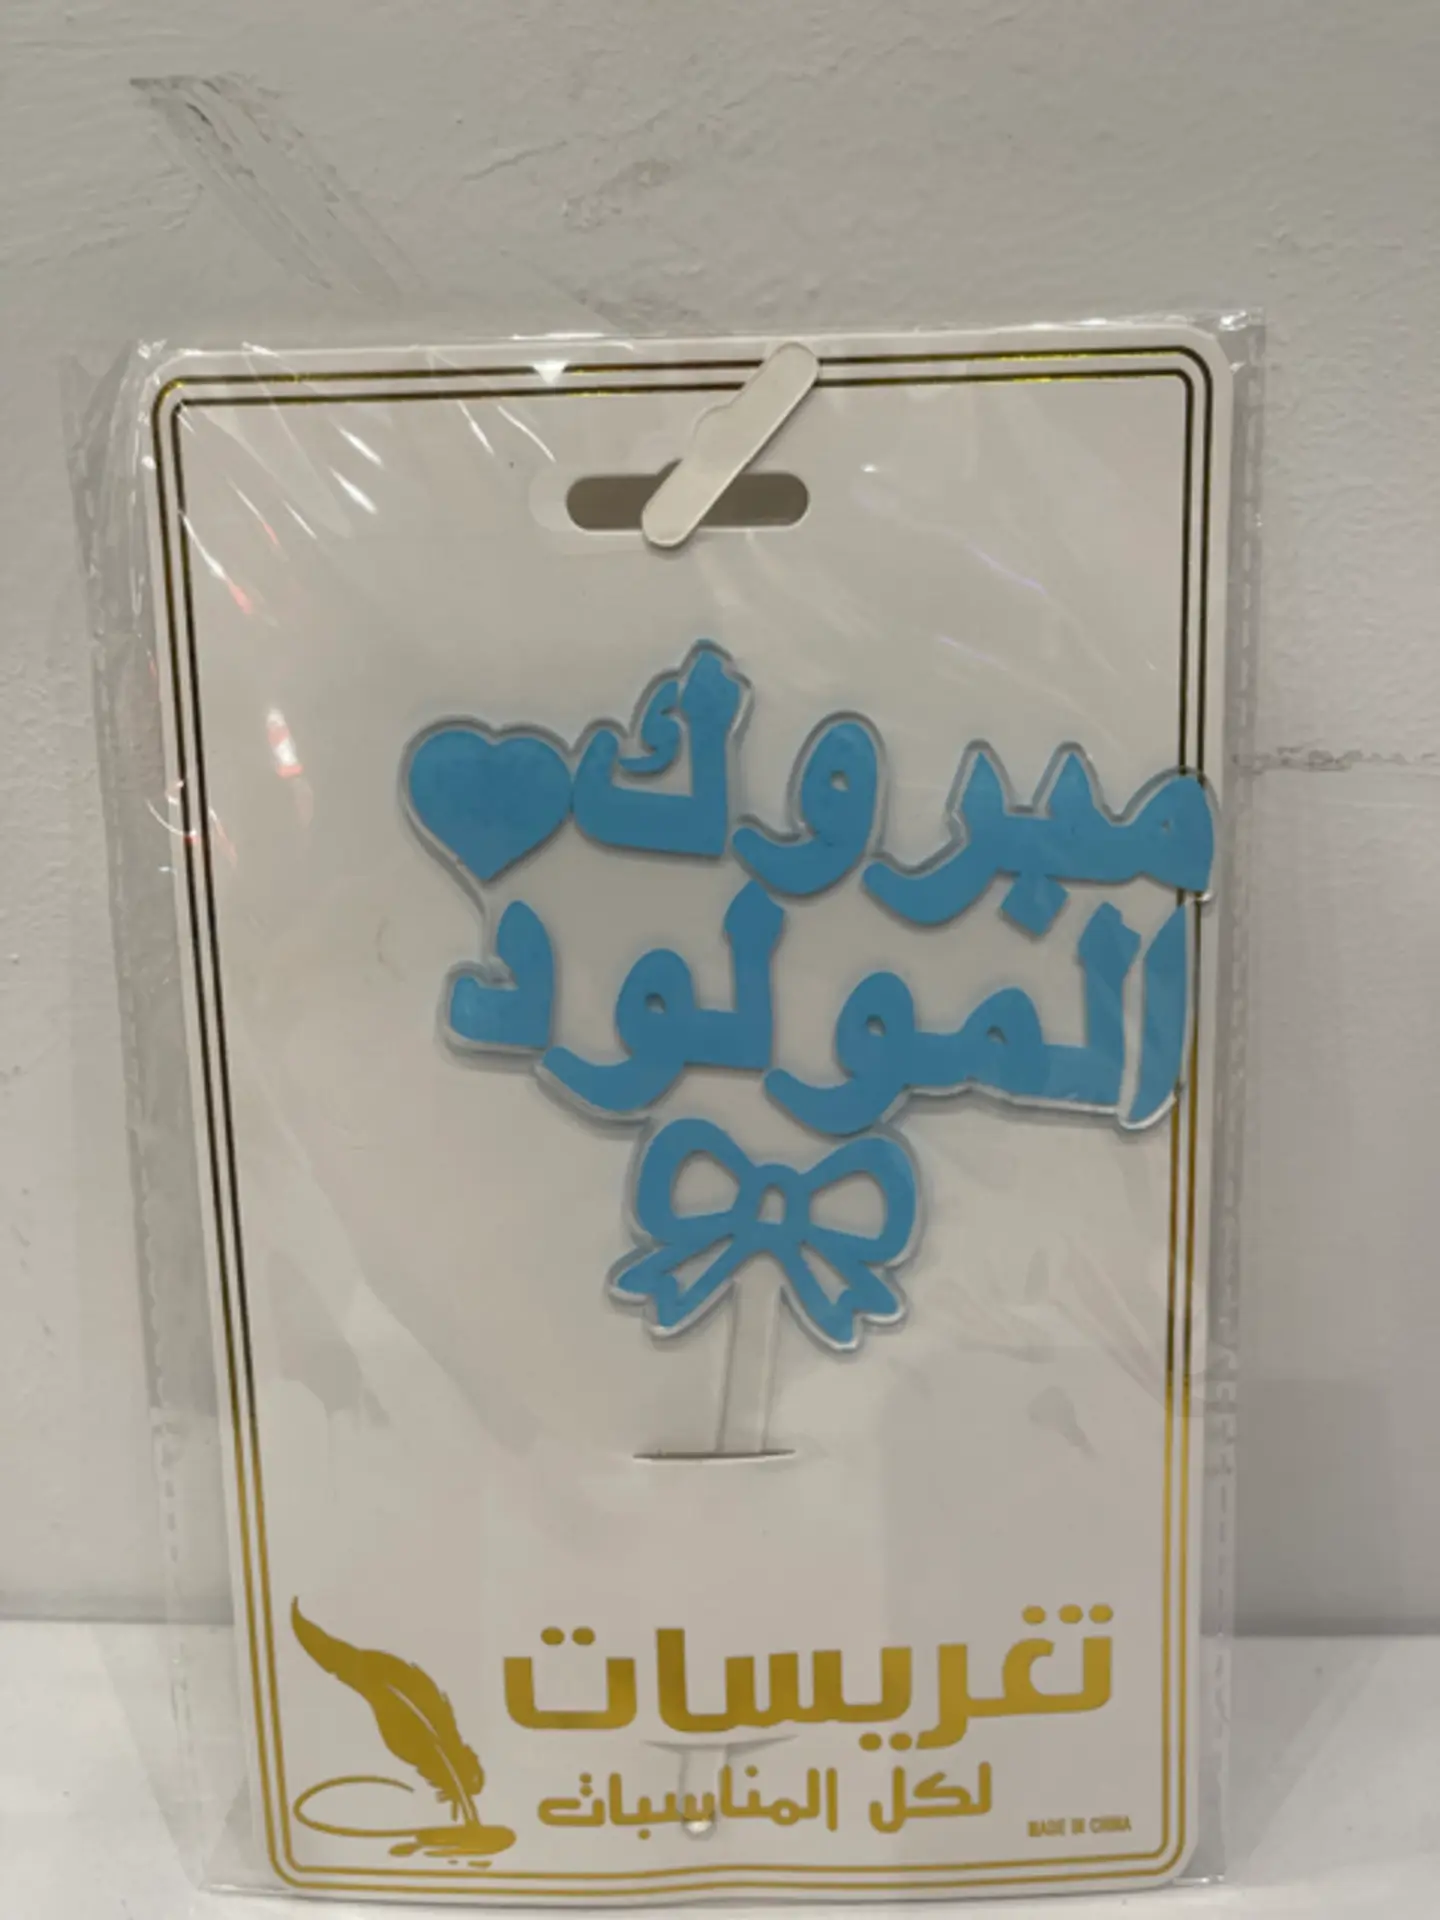 مبروك
المولود
تغريسات
لكل المناسبات
MADE IN CHINA